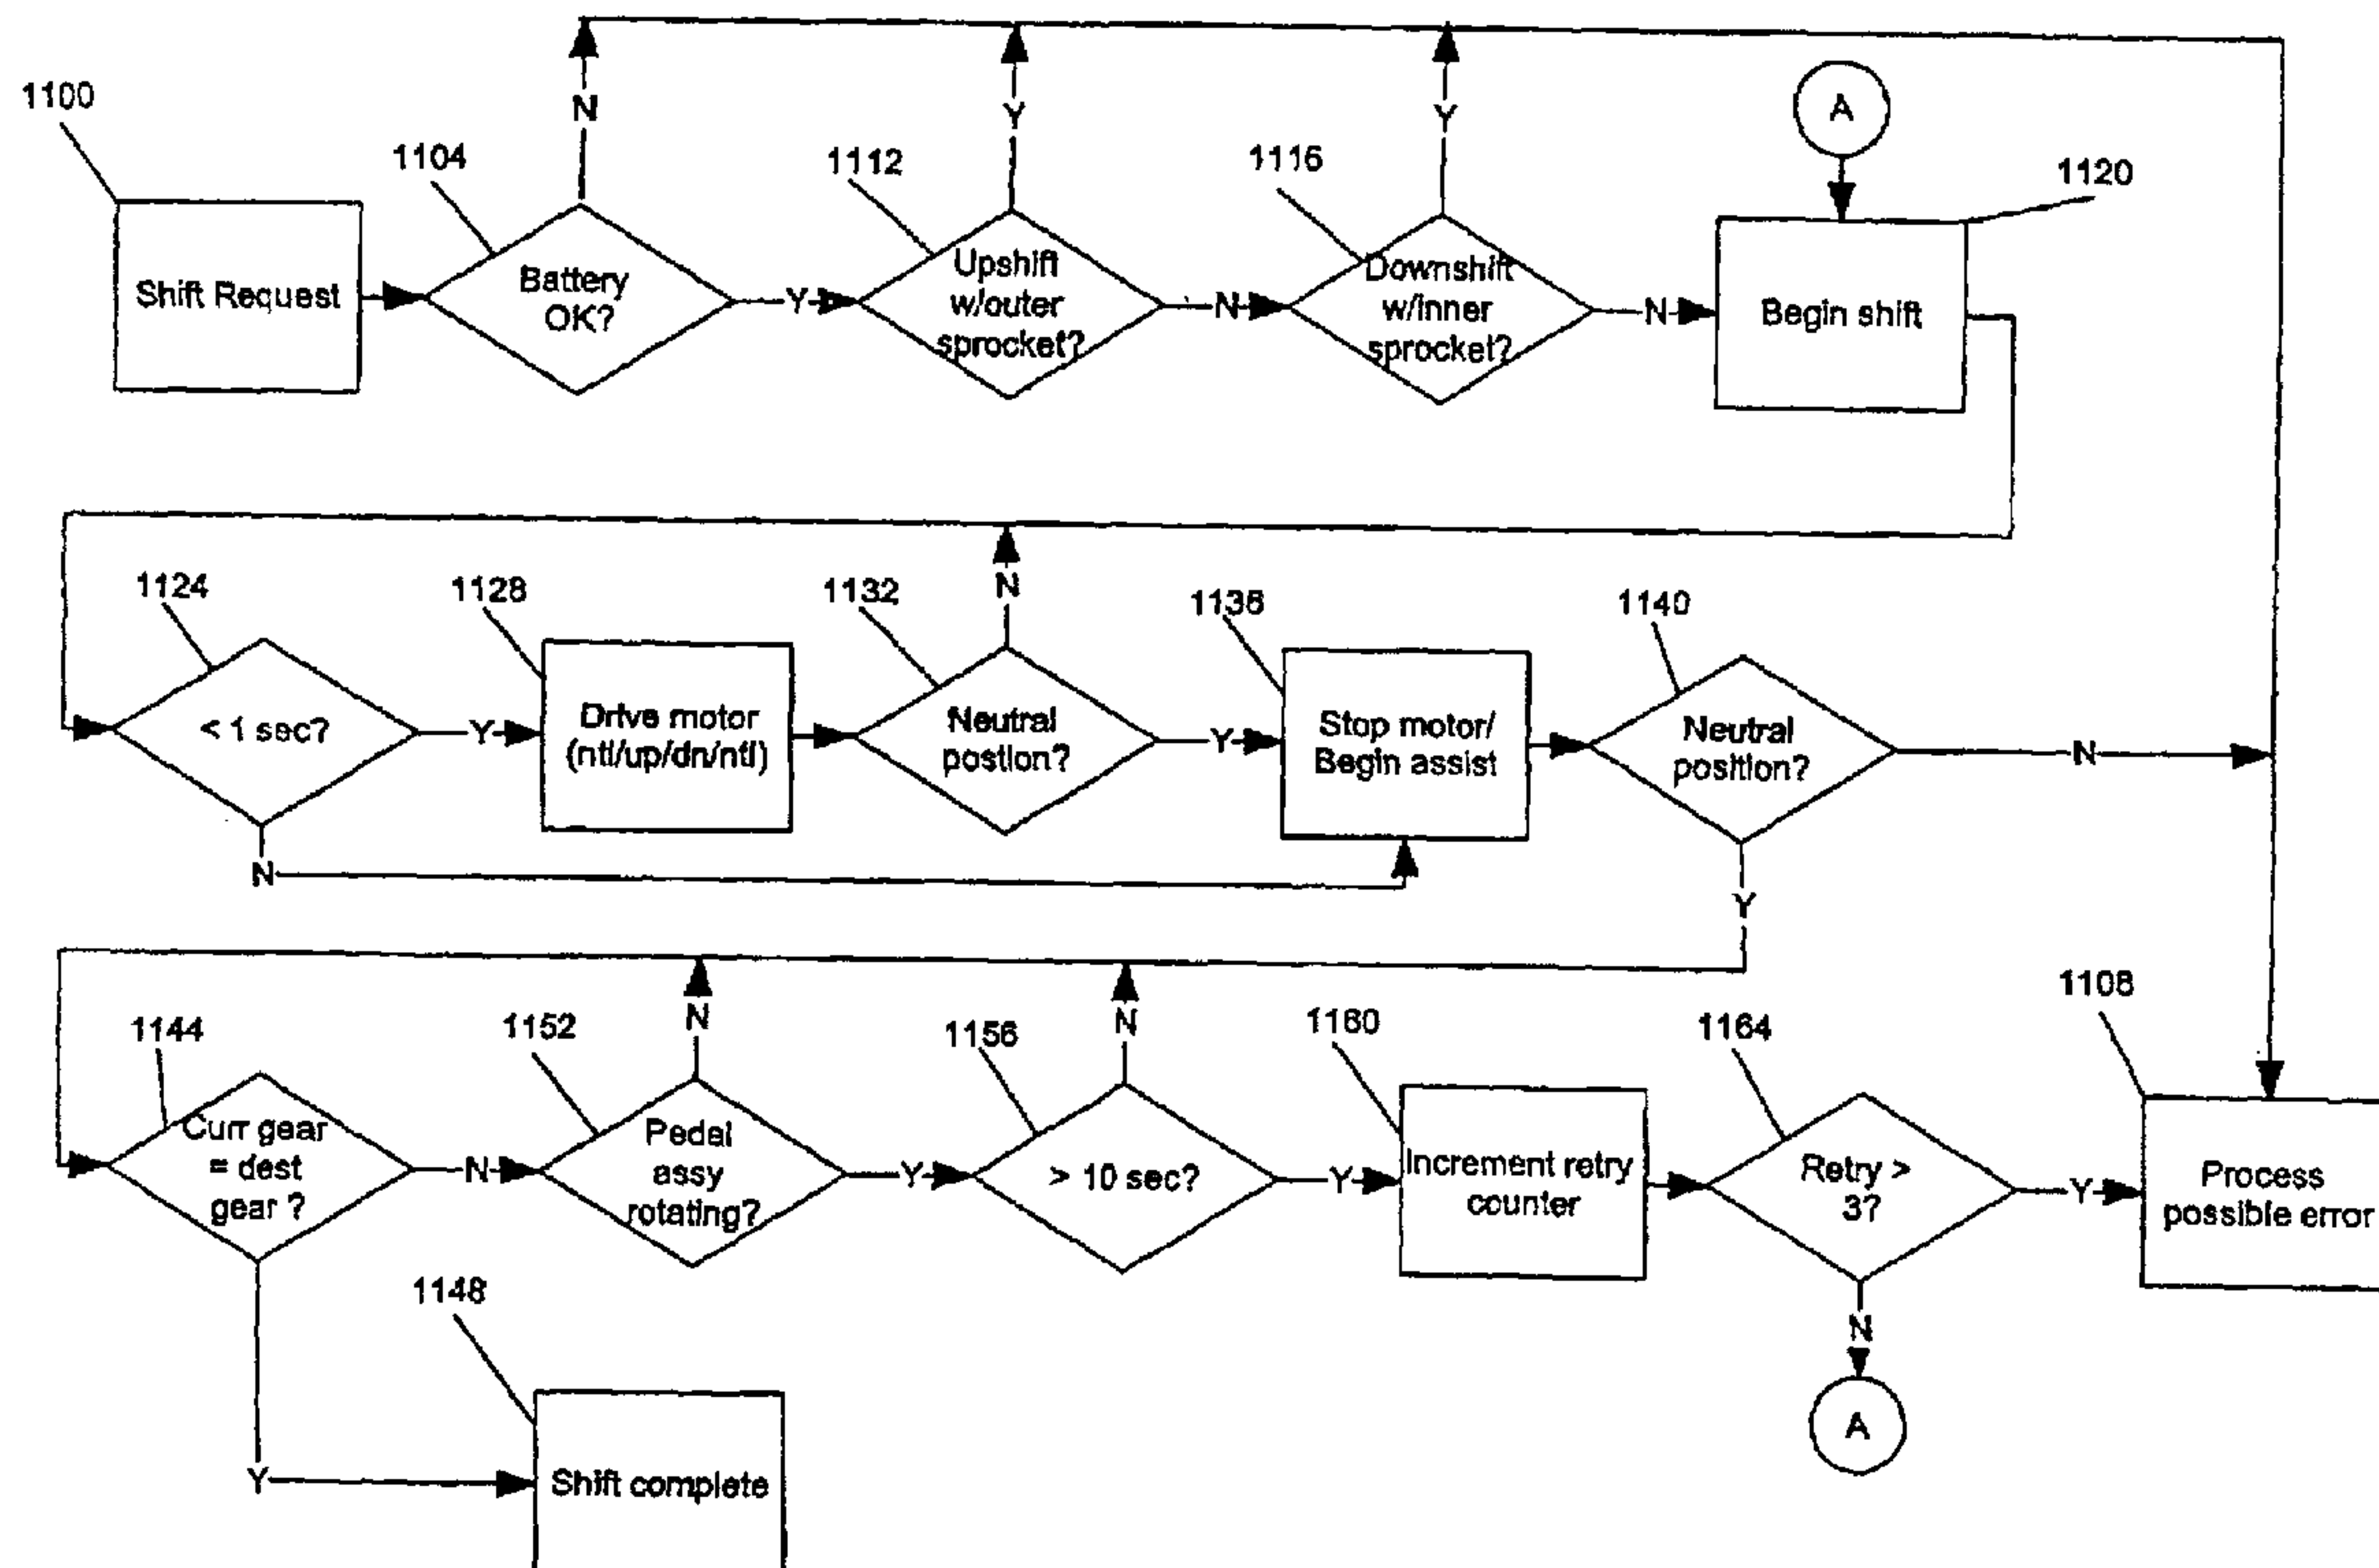 1100
1104
1112
1116
1120
A
N
Y
Y
Shift Request
Battery
OK?
Y
Upshift
w/outer
sprocket?
N
Downshift
w/inner
sprocket?
N
Begin shift
1124
1128
1132
1136
1140
N
< 1 sec?
Y
Drive motor
(ntl/up/dn/ntl)
Neutral
postion?
Y
Stop motor/
Begin assist
Neutral
position?
N
N
Y
1144
1152
1156
1160
1164
1108
N
N
Curr gear
= dest
gear ?
N
Pedal
assy
rotating?
Y
> 10 sec?
Y
Increment retry
counter
Retry >
3?
Y
Process
possible error
1148
N
A
Y
Shift complete